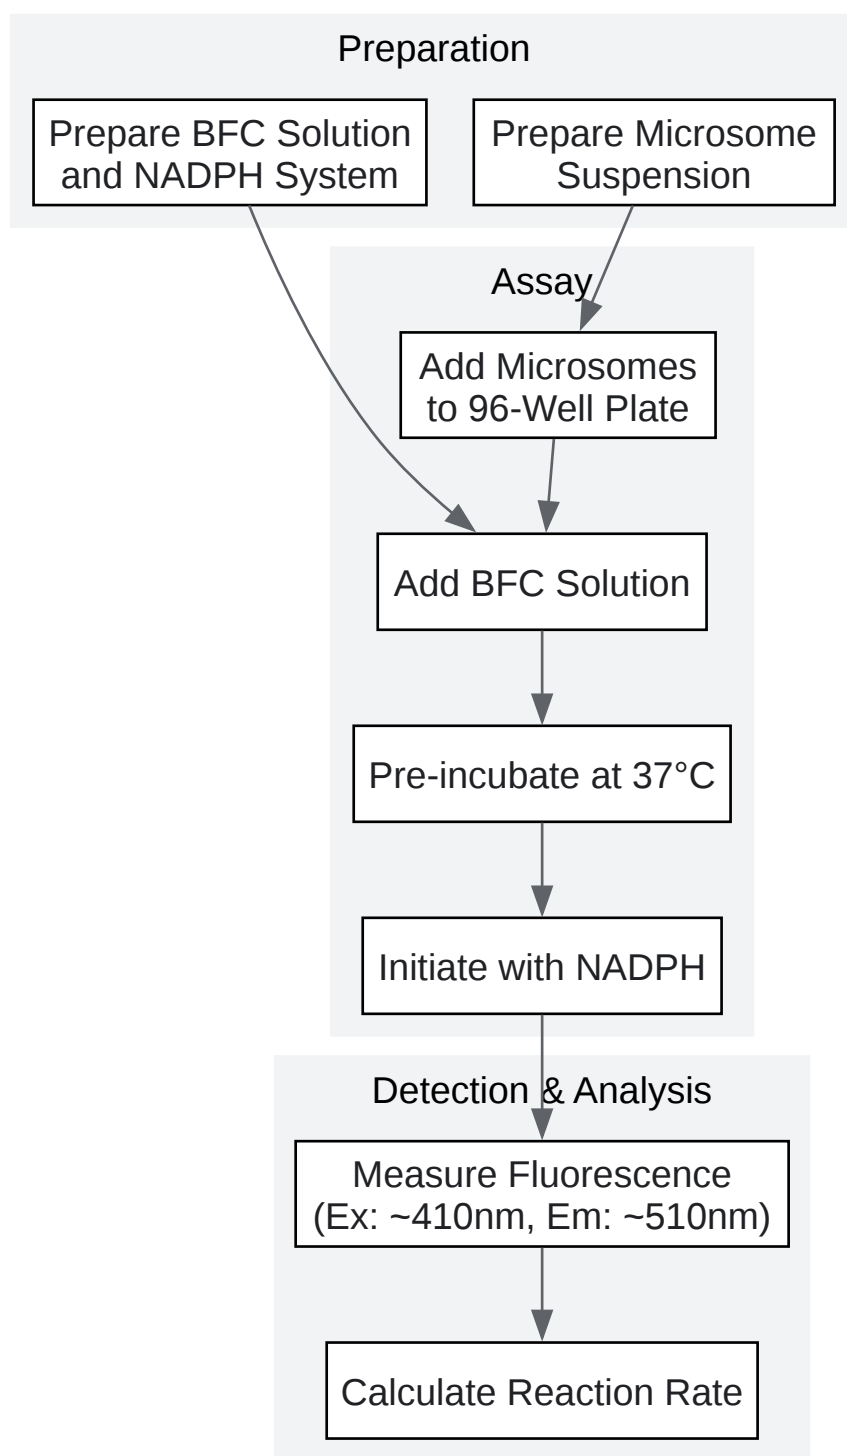 Preparation
Prepare BFC Solution
and NADPH System
Prepare Microsome
Suspension
Assay
Add Microsomes
to 96-Well Plate
Add BFC Solution
Pre-incubate at 37°C
Initiate with NADPH
Detection & Analysis
Measure Fluorescence
(Ex: ~410nm, Em: ~510nm)
Calculate Reaction Rate